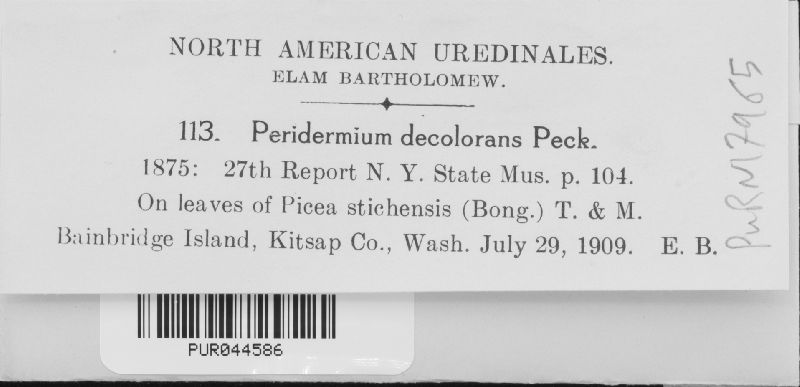 NORTH AMERICAN UREDINALES.
ELAM BARTHOLOMEW.
113. Peridermium decolorans Peck.
1875: 27th Report N. Y. State Mus. p. 104.
On leaves of Picea stichensis (Bong.) T. & M.
Bainbridge Island, Kitsap Co., Wash. July 29, 1909. E. B.
PURM7965
PUR044586